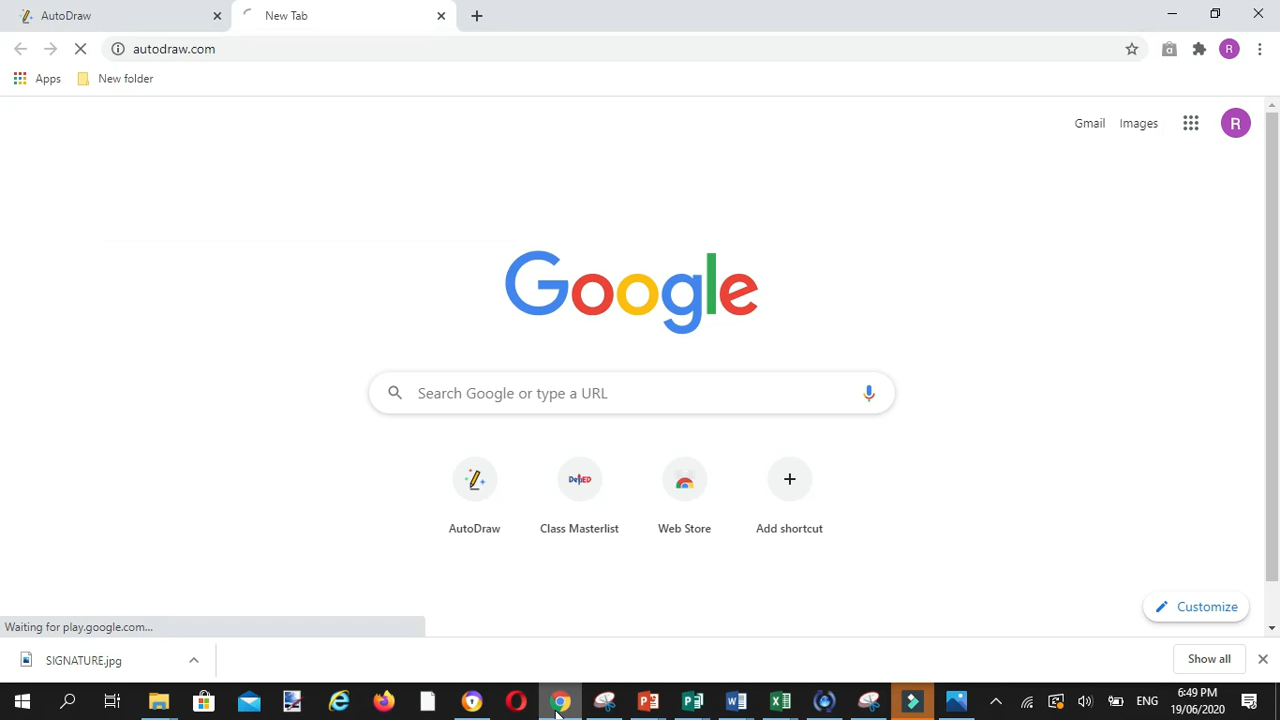 AutoDraw
New Tab
autodraw.com
R
Apps
New folder
Gmail
Images
R
Google
Search Google or type a URL
DepED
AutoDraw
Class Masterlist
Web Store
Add shortcut
Customize
Waiting for play.google.com...
SIGNATURE.jpg
Show all
ENG
6:49 PM
19/06/2020